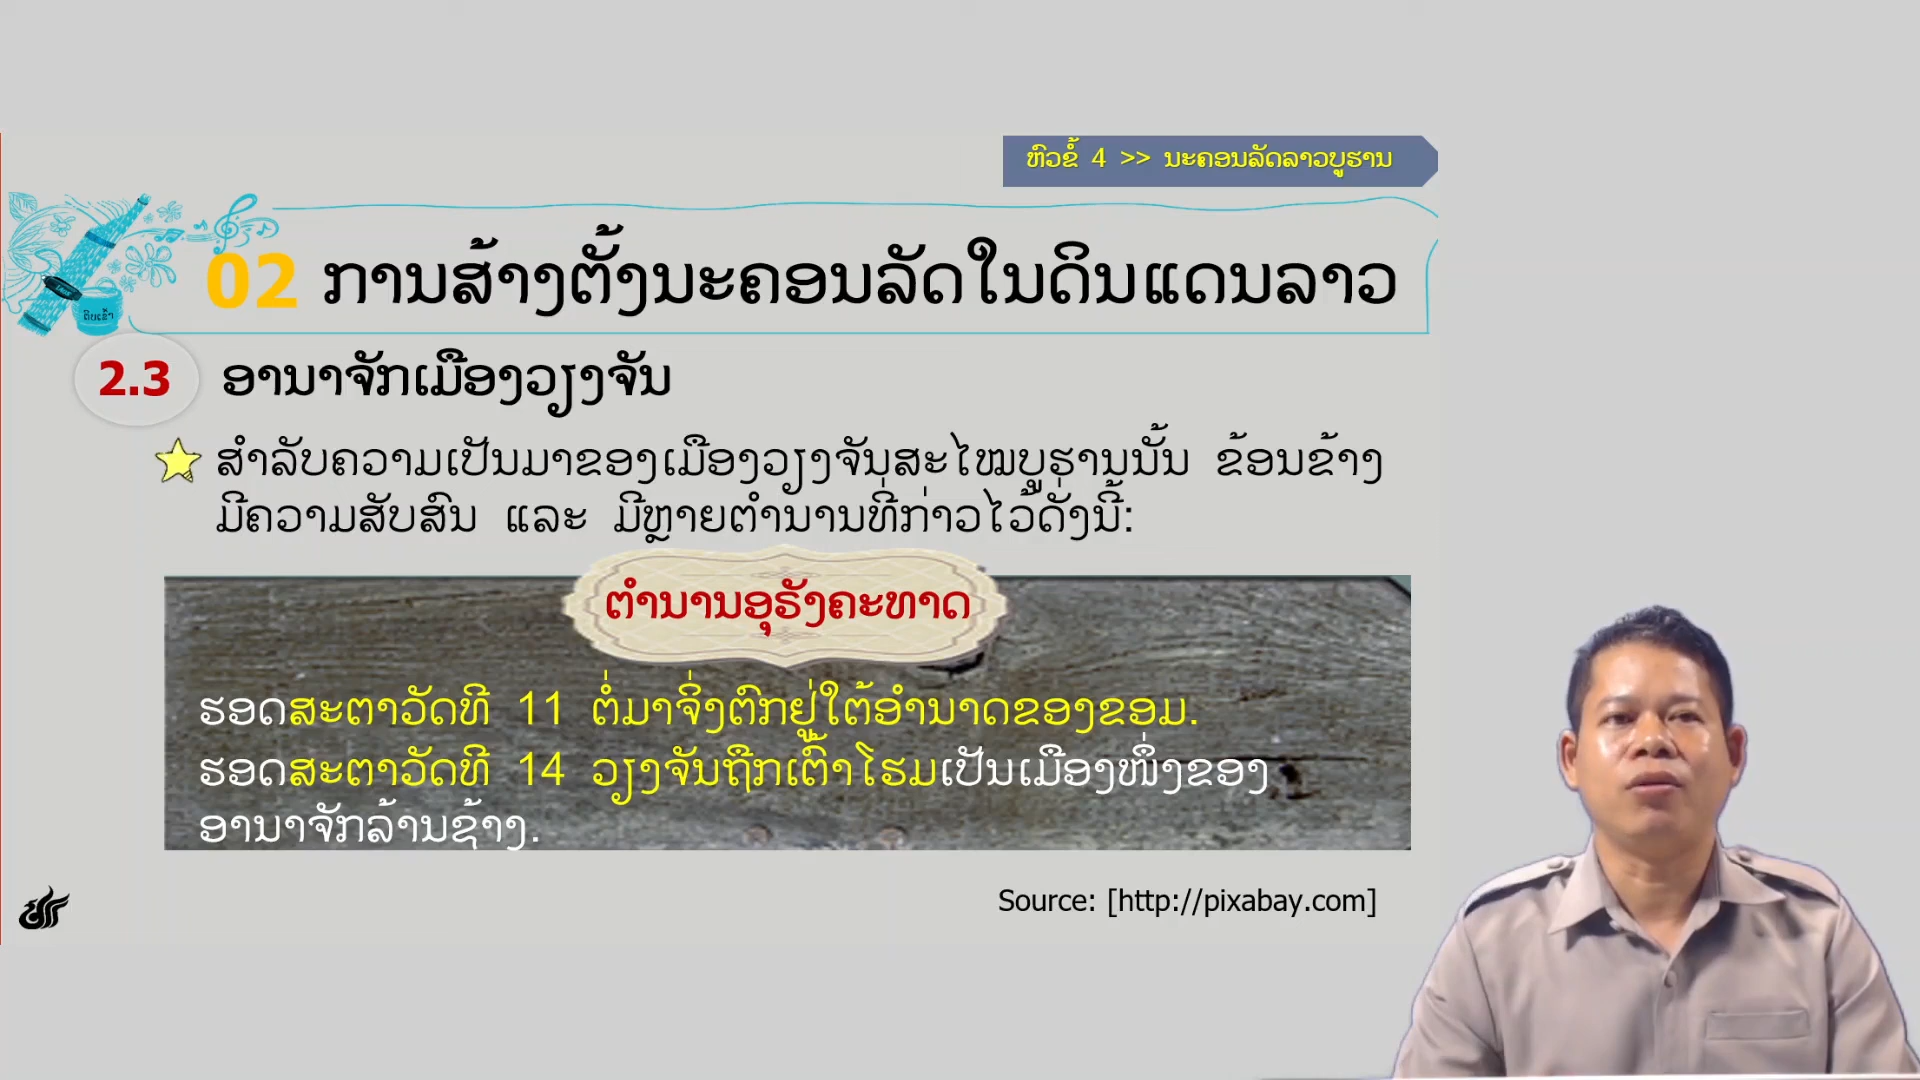 ຫົວຂໍ້ 4 >> ນະຄອນລັດລາວບູຮານ
02 ການສ້າງຕັ້ງນະຄອນລັດໃນດິນແດນລາວ
2.3 ອານາຈັກເມືອງວຽງຈັນ
ສຳລັບຄວາມເປັນມາຂອງເມືອງວຽງຈັນສະໄໝບູຮານນັ້ນ ຂ້ອນຂ້າງ
ມີຄວາມສັບສົນ ແລະ ມີຫຼາຍຕຳນານທີ່ກ່າວໄວ້ດັ່ງນີ້:
ຕຳນານອຸຣັງຄະທາດ
ຮອດສະຕາວັດທີ 11 ຕໍ່ມາຈຶ່ງຕົກຢູ່ໃຕ້ອຳນາດຂອງຂອມ.
ຮອດສະຕາວັດທີ 14 ວຽງຈັນຖືກເຕົ້າໂຮມເປັນເມືອງໜຶ່ງຂອງ
ອານາຈັກລ້ານຊ້າງ.
Source: [http://pixabay.com]